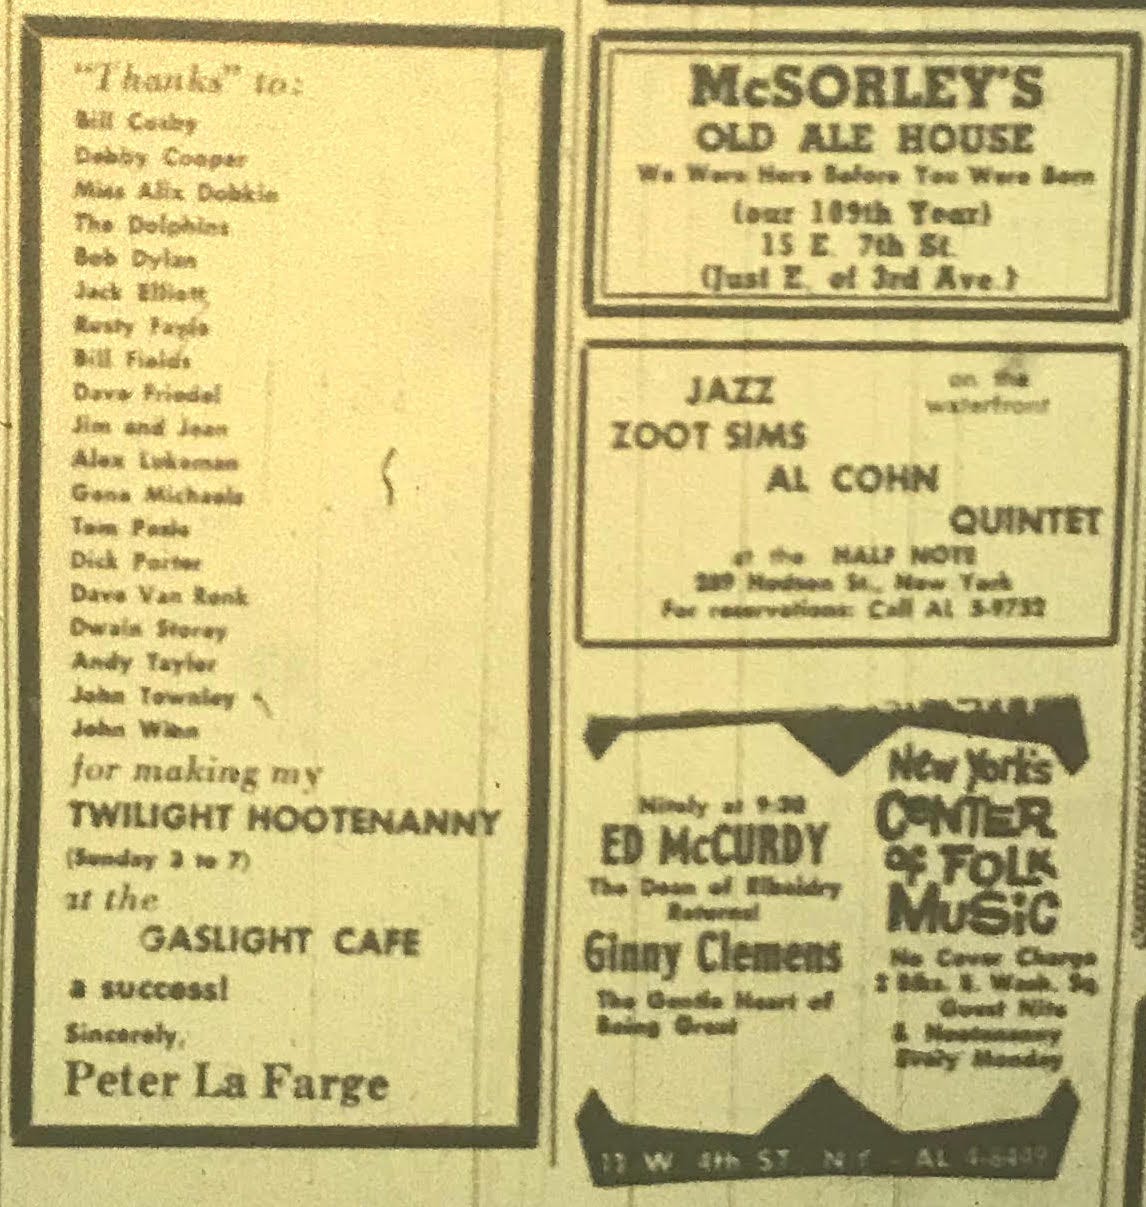 "Thanks" to:
Bill Cosby
Debby Cooper
Miss Alix Dobkin
The Dolphins
Bob Dylan
Jack Elliott
Rusty
Bill Fields
Dave Friedel
Jim and Jean
Alex Lukeman
Gene Michaels
Tom Pasle
Dick Porter
Dave Van Ronk
Dwain Storey
Andy Taylor
John Townley
John Winn
for making my
TWILIGHT HOOTENANNY
(Sunday 3 to 7)
at the
GASLIGHT CAFE
a success!
Sincerely,
Peter La Farge
McSORLEY'S
OLD ALE HOUSE
We Were Here Before You Were Born
(our 109th Year)
15 E. 7th St.
(Just E. of 3rd Ave.)
JAZZ
on the
waterfront
ZOOT SIMS
AL COHN
QUINTET
at the HALF NOTE
289 Hudson St., New York
For reservations: Call AL 5-9752
Nitely at 9:30
ED McCURDY
The Dean of Elbaldry
Returns!
Ginny Clemens
The Gentle Heart of
Being Great
New York's
CeNTER
of FOLK
MUSiC
No Cover Charge
2 Blks. E. Wash. Sq.
Guest Nite
& Hootenanny
Every Monday
W. 4th ST. N.Y. - AL